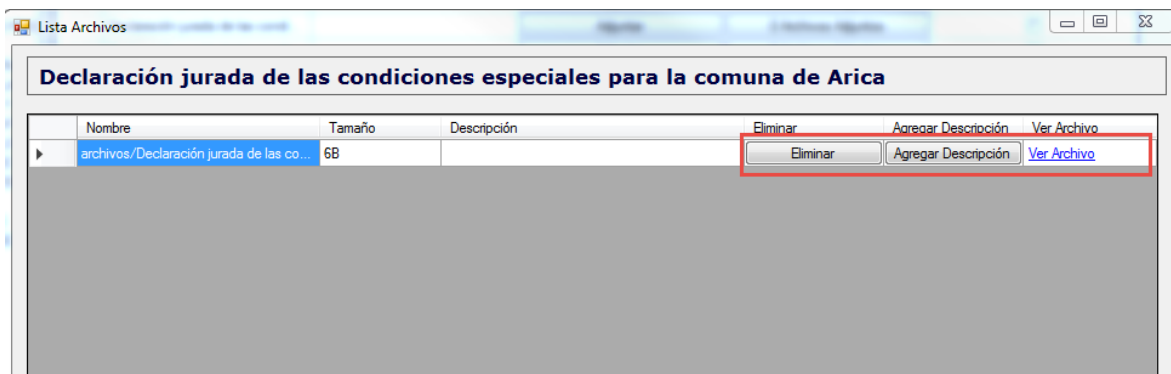 Lista Archivos
Declaración jurada de las condiciones especiales para la comuna de Arica
Nombre Tamaño Descripción Eliminar Agregar Descripción Ver Archivo
archivos/Declaración jurada de las co... 6B Eliminar Agregar Descripción Ver Archivo